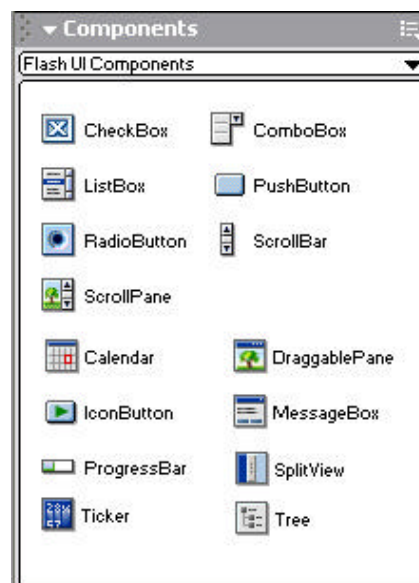 Components
Flash UI Components
CheckBox ComboBox
ListBox PushButton
RadioButton ScrollBar
ScrollPane
Calendar DraggablePane
IconButton MessageBox
ProgressBar SplitView
Ticker Tree